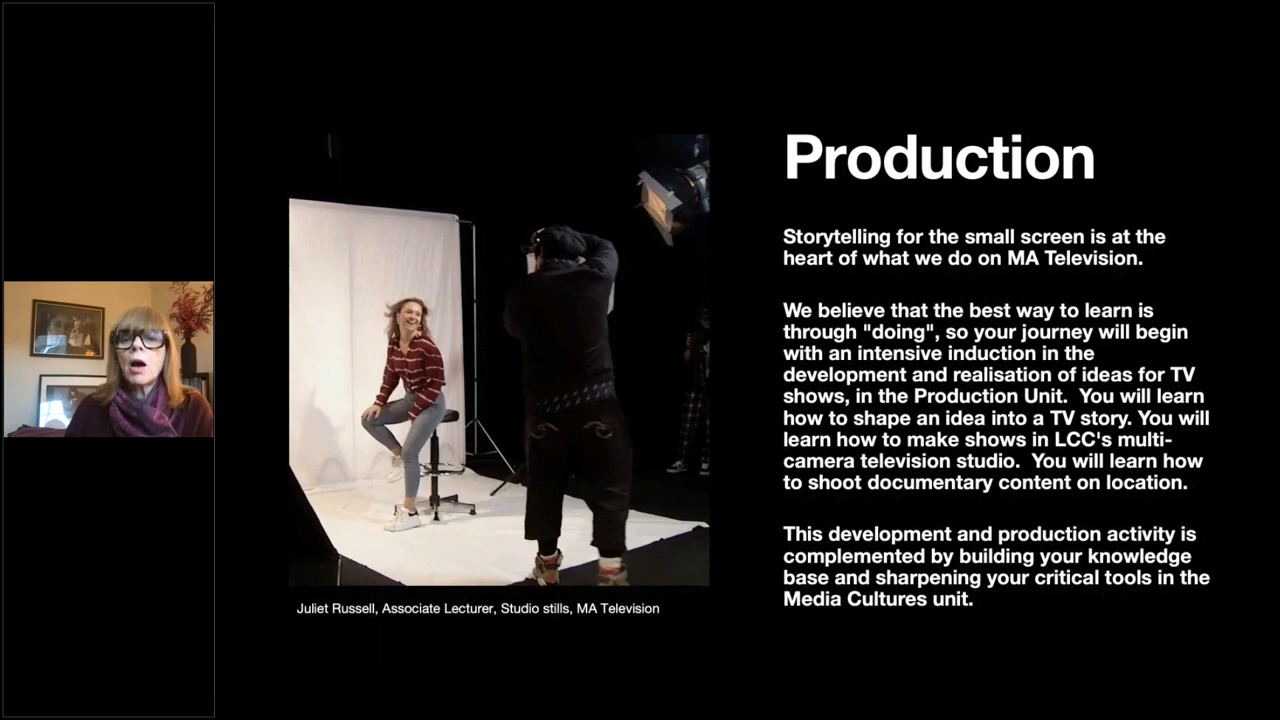 Production
Storytelling for the small screen is at the
heart of what we do on MA Television.
We believe that the best way to learn is
through "doing", so your journey will begin
with an intensive induction in the
development and realisation of ideas for TV
shows, in the Production Unit.  You will learn
how to shape an idea into a TV story. You will
learn how to make shows in LCC's multi-
camera television studio.  You will learn how
to shoot documentary content on location.
This development and production activity is
complemented by building your knowledge
base and sharpening your critical tools in the
Media Cultures unit.
Juliet Russell, Associate Lecturer, Studio stills, MA Television